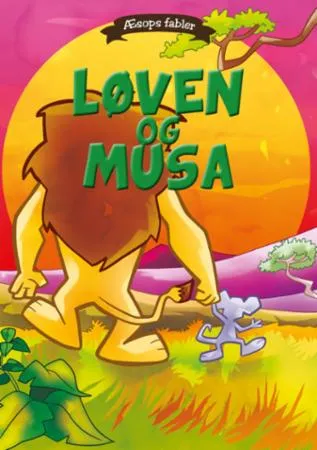 Æsops fabler
LØVEN
OG
MUSA